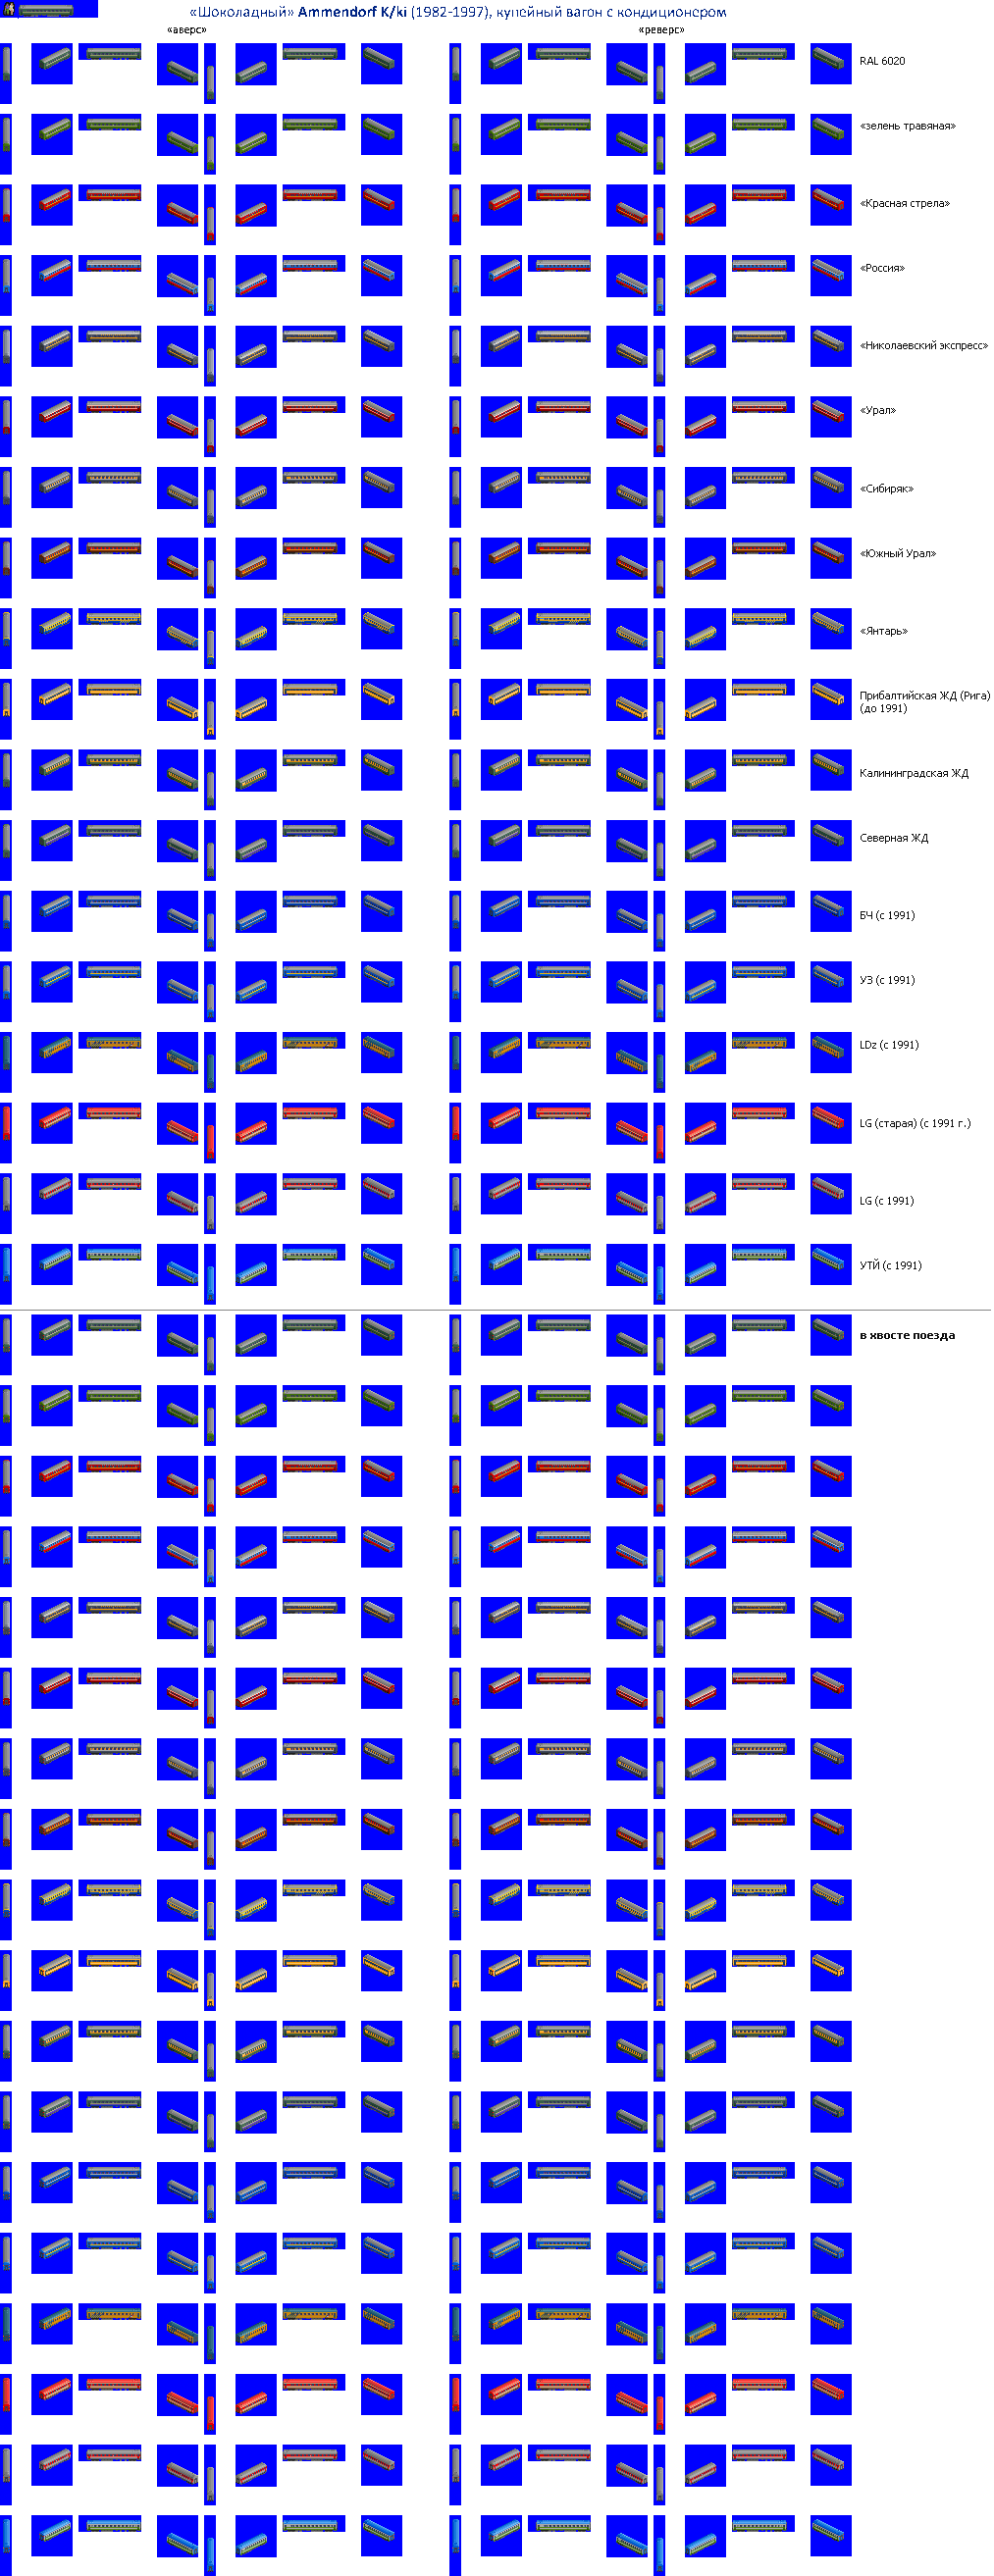 «Шоколадный» Ammendorf K/ki (1982-1997), купейный вагон с кондиционером
«аверс» «реверс»
RAL 6020
«зелень травяная»
«Красная стрела»
«Россия»
«Николаевский экспресс»
«Урал»
«Сибиряк»
«Южный Урал»
«Янтарь»
Прибалтийская ЖД (Рига)
(до 1991)
Калининградская ЖД
Северная ЖД
БЧ (с 1991)
УЗ (с 1991)
LDz (с 1991)
LG (старая) (с 1991 г.)
LG (с 1991)
УТЙ (с 1991)
в хвосте поезда